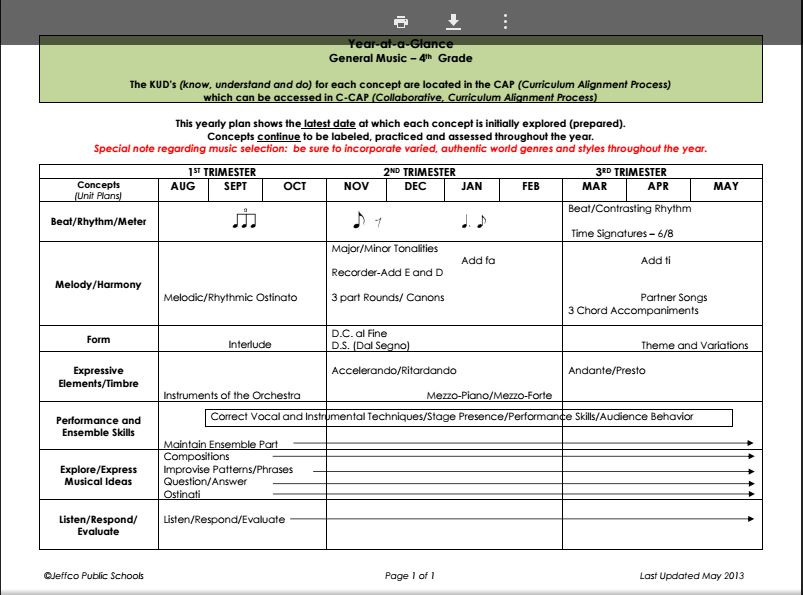 Year-at-a-Glance
General Music – 4th Grade
The KUD's (know, understand and do) for each concept are located in the CAP (Curriculum Alignment Process)
which can be accessed in C-CAP (Collaborative, Curriculum Alignment Process)
This yearly plan shows the latest date at which each concept is initially explored (prepared).
Concepts continue to be labeled, practiced and assessed throughout the year.
Special note regarding music selection: be sure to incorporate varied, authentic world genres and styles throughout the year.
1ST TRIMESTER 2ND TRIMESTER 3RD TRIMESTER
Concepts
(Unit Plans)
AUG SEPT OCT NOV DEC JAN FEB MAR APR MAY
Beat/Rhythm/Meter
Beat/Contrasting Rhythm
Time Signatures – 6/8
Melody/Harmony
Melodic/Rhythmic Ostinato
Major/Minor Tonalities
Add fa
Recorder-Add E and D
3 part Rounds/ Canons
Add ti
Partner Songs
3 Chord Accompaniments
Form
Interlude
D.C. al Fine
D.S. (Dal Segno)
Theme and Variations
Expressive
Elements/Timbre
Instruments of the Orchestra
Accelerando/Ritardando
Mezzo-Piano/Mezzo-Forte
Andante/Presto
Performance and
Ensemble Skills
Correct Vocal and Instrumental Techniques/Stage Presence/Performance Skills/Audience Behavior
Maintain Ensemble Part
Explore/Express
Musical Ideas
Compositions
Improvise Patterns/Phrases
Question/Answer
Ostinati
Listen/Respond/
Evaluate
Listen/Respond/Evaluate
©Jeffco Public Schools Page 1 of 1 Last Updated May 2013